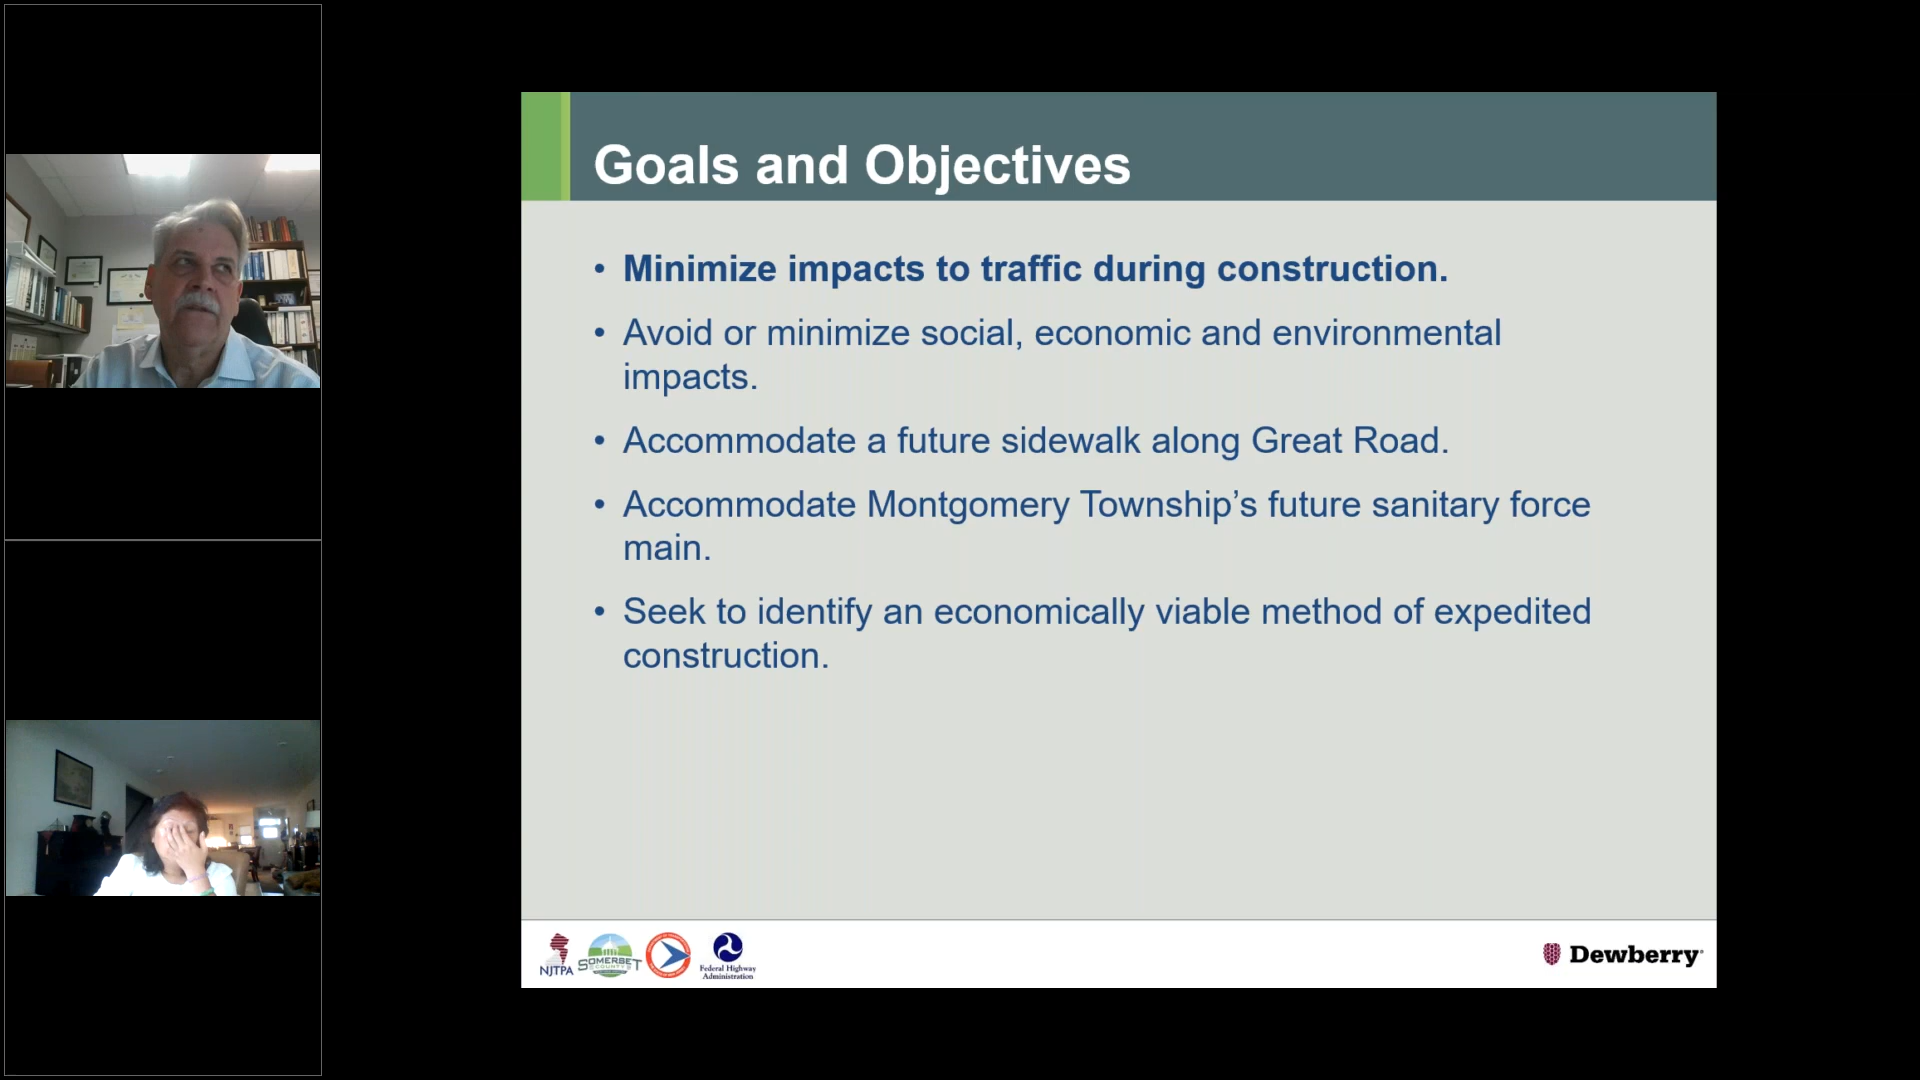 Goals and Objectives
• Minimize impacts to traffic during construction.
• Avoid or minimize social, economic and environmental
impacts.
• Accommodate a future sidewalk along Great Road.
• Accommodate Montgomery Township’s future sanitary force
main.
• Seek to identify an economically viable method of expedited
construction.
NJTPA
SOMERSET
COUNTY
Federal Highway
Administration
Dewberry